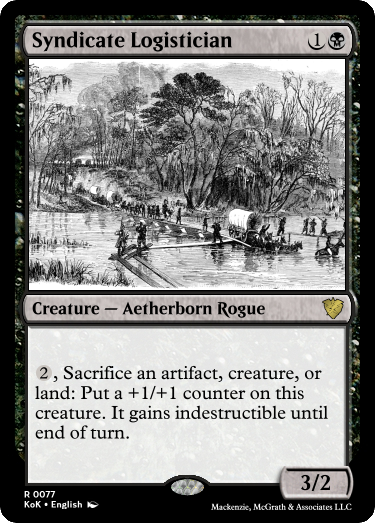 Syndicate Logistician 1
Creature — Aetherborn Rogue
2, Sacrifice an artifact, creature, or
land: Put a +1/+1 counter on this
creature. It gains indestructible until
end of turn.
3/2
R 0077
KoK • English
Mackenzie, McGrath & Associates LLC